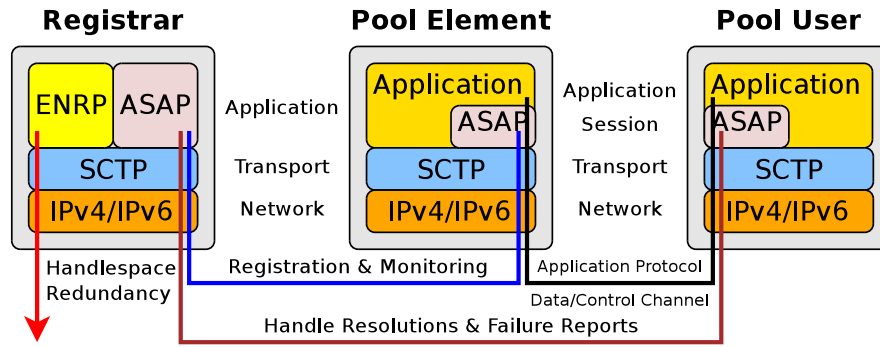 Registrar
Pool Element
Pool User
ENRP
ASAP
SCTP
IPv4/IPv6
Application
Transport
Network
Application
ASAP
SCTP
IPv4/IPv6
Application
Session
Transport
Network
Application
ASAP
SCTP
IPv4/IPv6
Handlespace
Redundancy
Registration & Monitoring
Application Protocol
Data/Control Channel
Handle Resolutions & Failure Reports